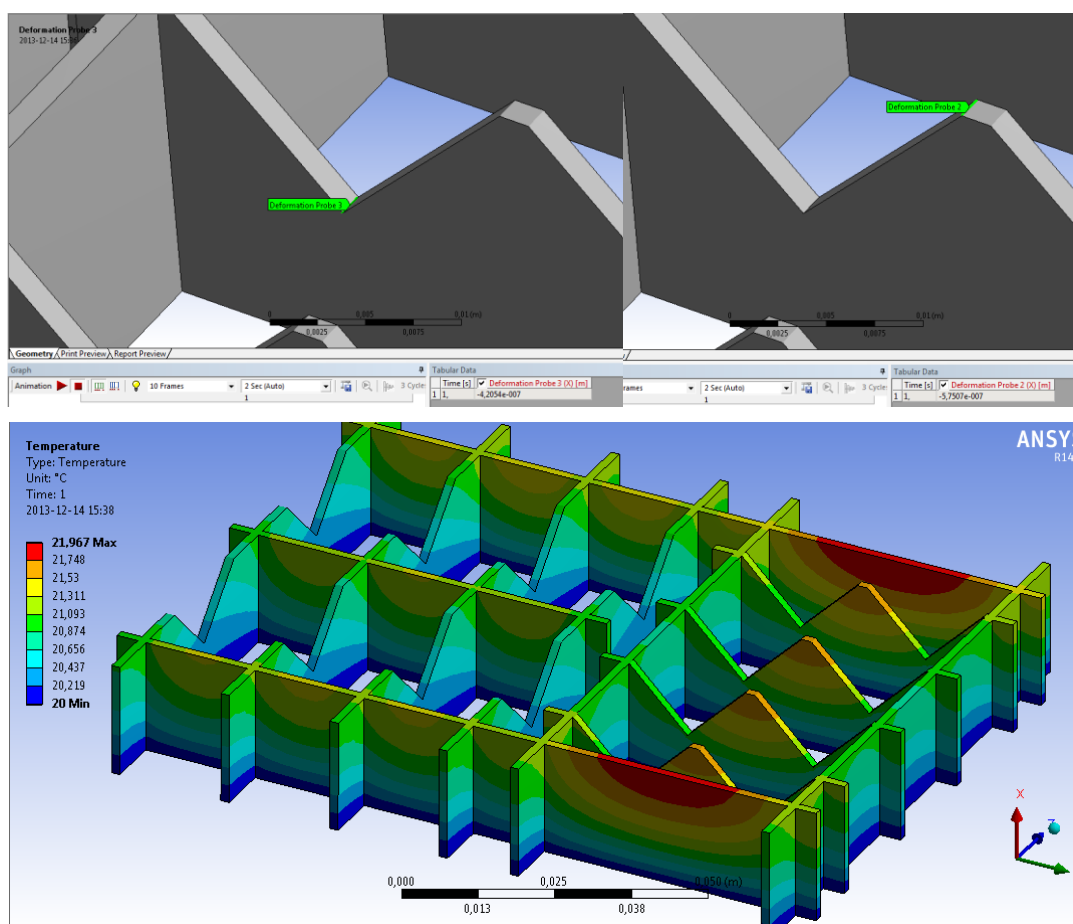 Deformation Probe 3
2013-12-14 15:36
Deformation Probe 3
0
0,005
0,01 (m)
0,0025
0,0075
Geometry Print Preview Report Preview
Graph
Animation
10 Frames
2 Sec (Auto)
3 Cycle
1
Tabular Data
Time [s]
Deformation Probe 3 (X) [m]
1
1,
-4,2054e-007
Deformation Probe 2
0
0,005
0,01 (m)
0,0025
0,0075
rames
2 Sec (Auto)
3 Cycle
1
Tabular Data
Time [s]
Deformation Probe 2 (X) [m]
1
1,
-5,7507e-007
Temperature
Type: Temperature
Unit: °C
Time: 1
2013-12-14 15:38
21,967 Max
21,748
21,53
21,311
21,093
20,874
20,656
20,437
20,219
20 Min
ANSYS
R14
0,000
0,025
0,050 (m)
0,013
0,038
X
Z